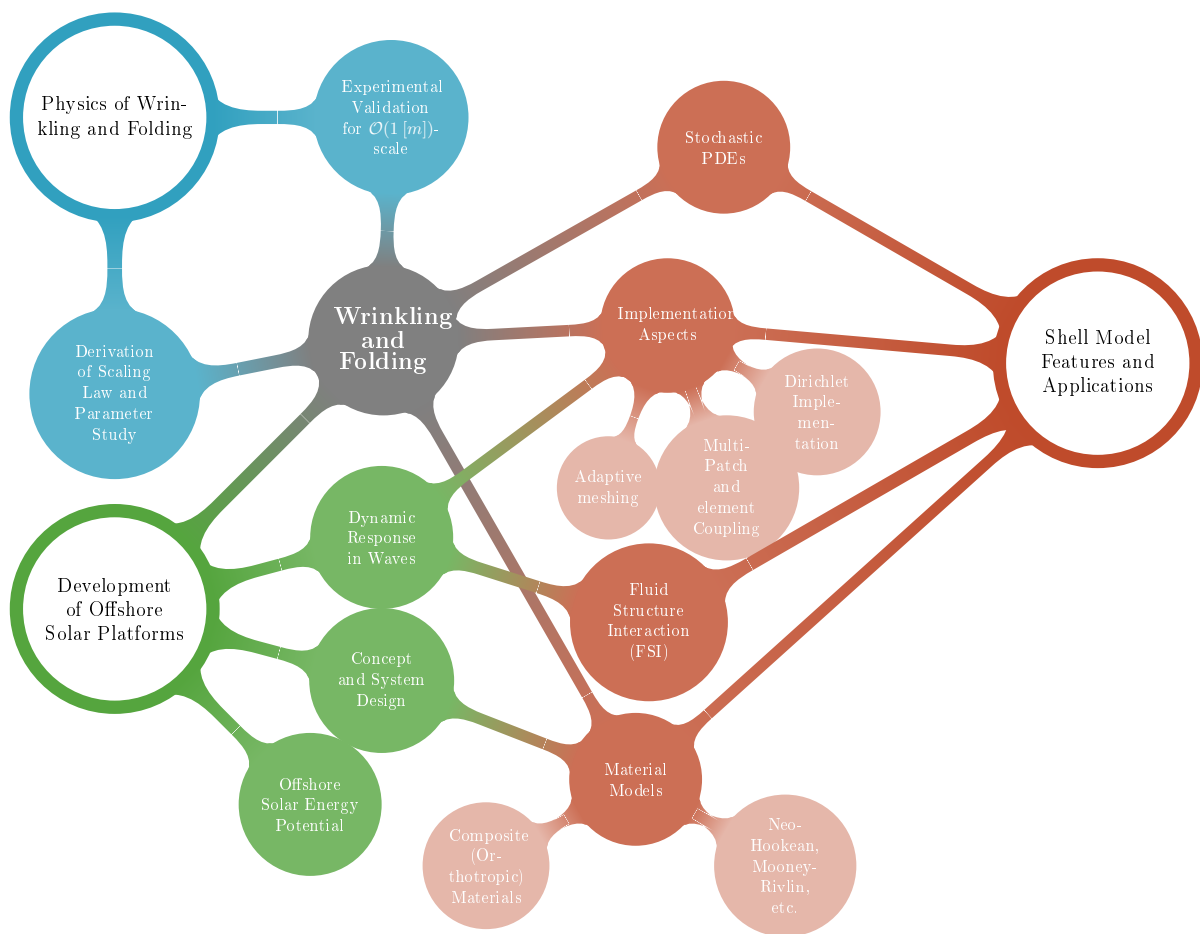 Physics of Wrin-
kling and Folding
Experimental
Validation
for 𝒪(1 [m])-
scale
Stochastic
PDEs
Wrinkling
and
Folding
Implementation
Aspects
Shell Model
Features and
Applications
Derivation
of Scaling
Law and
Parameter
Study
Dirichlet
Imple-
men-
tation
Multi-
Patch
and
element
Coupling
Adaptive
meshing
Dynamic
Response
in Waves
Development
of Offshore
Solar Platforms
Fluid
Structure
Interaction
(FSI)
Concept
and System
Design
Offshore
Solar Energy
Potential
Material
Models
Composite
(Or-
thotropic)
Materials
Neo-
Hookean,
Mooney-
Rivlin,
etc.